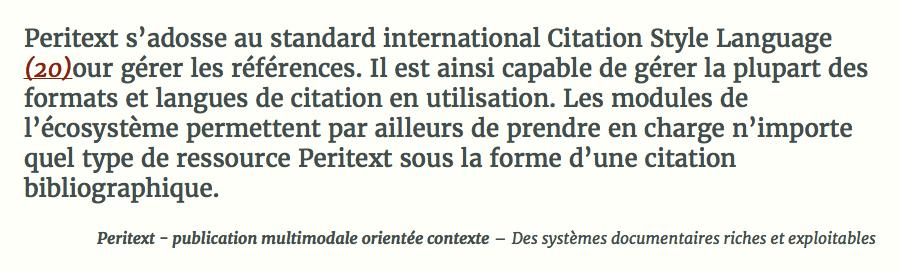 Peritext s’adosse au standard international Citation Style Language
(20)our gérer les références. Il est ainsi capable de gérer la plupart des
formats et langues de citation en utilisation. Les modules de
l’écosystème permettent par ailleurs de prendre en charge n’importe
quel type de ressource Peritext sous la forme d’une citation
bibliographique.
Peritext – publication multimodale orientée contexte – Des systèmes documentaires riches et exploitables